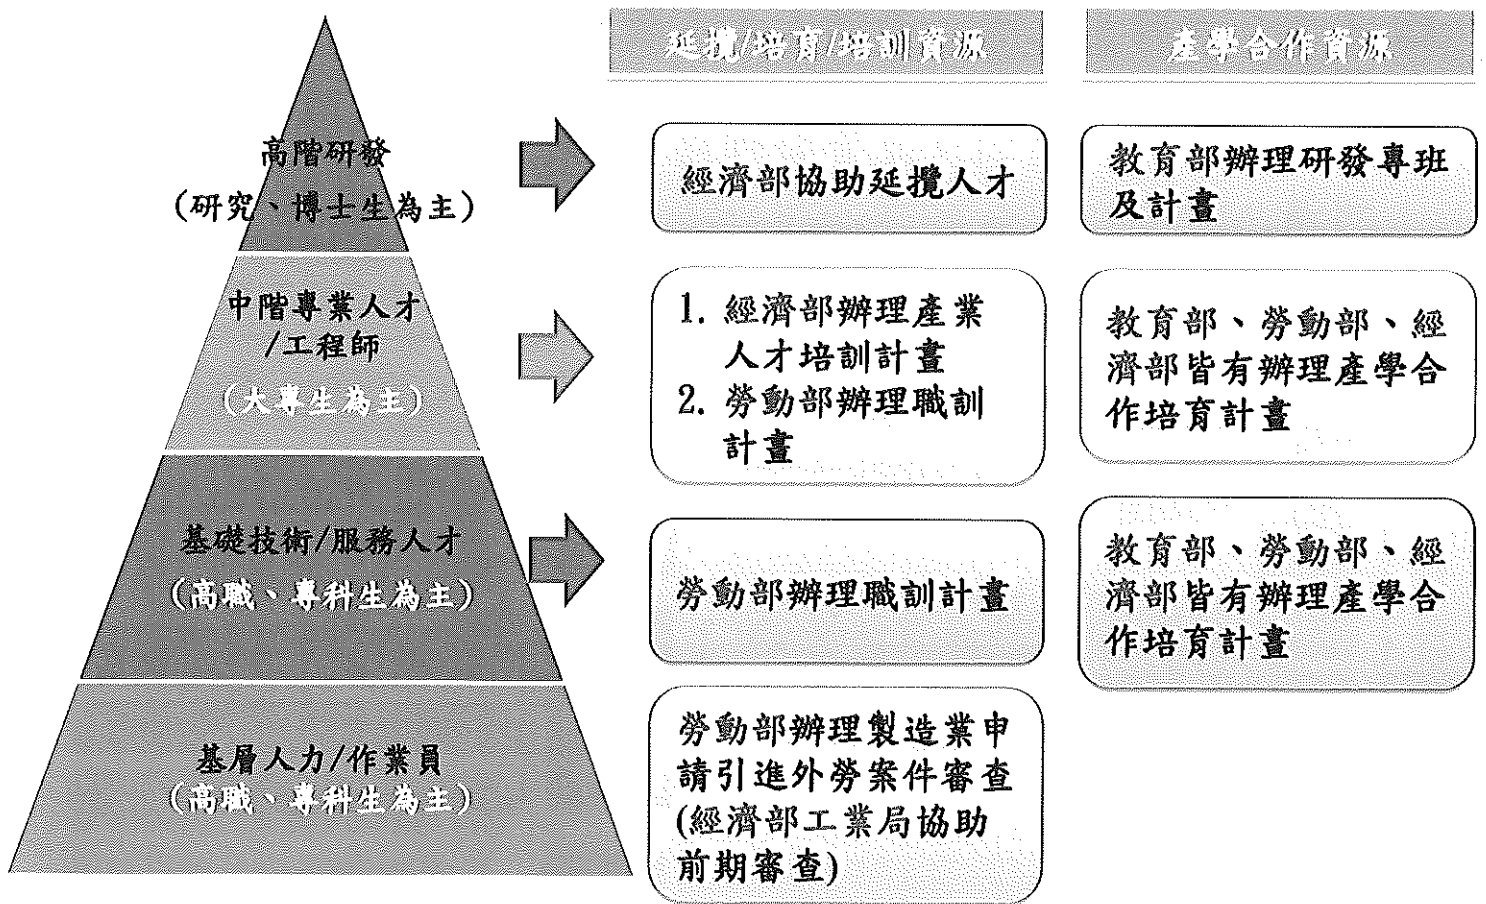 延攬/培育/培訓資源
產學合作資源
高階研發
(研究、博士生為主)
經濟部協助延攬人才
教育部辦理研發專班
及計畫
中階專業人才
/工程師
(大專生為主)
1. 經濟部辦理產業
人才培訓計畫
2. 勞動部辦理職訓
計畫
教育部、勞動部、經
濟部皆有辦理產學合
作培育計畫
基礎技術/服務人才
(高職、專科生為主)
勞動部辦理職訓計畫
教育部、勞動部、經
濟部皆有辦理產學合
作培育計畫
基層人力/作業員
(高職、專科生為主)
勞動部辦理製造業申
請引進外勞案件審查
(經濟部工業局協助
前期審查)